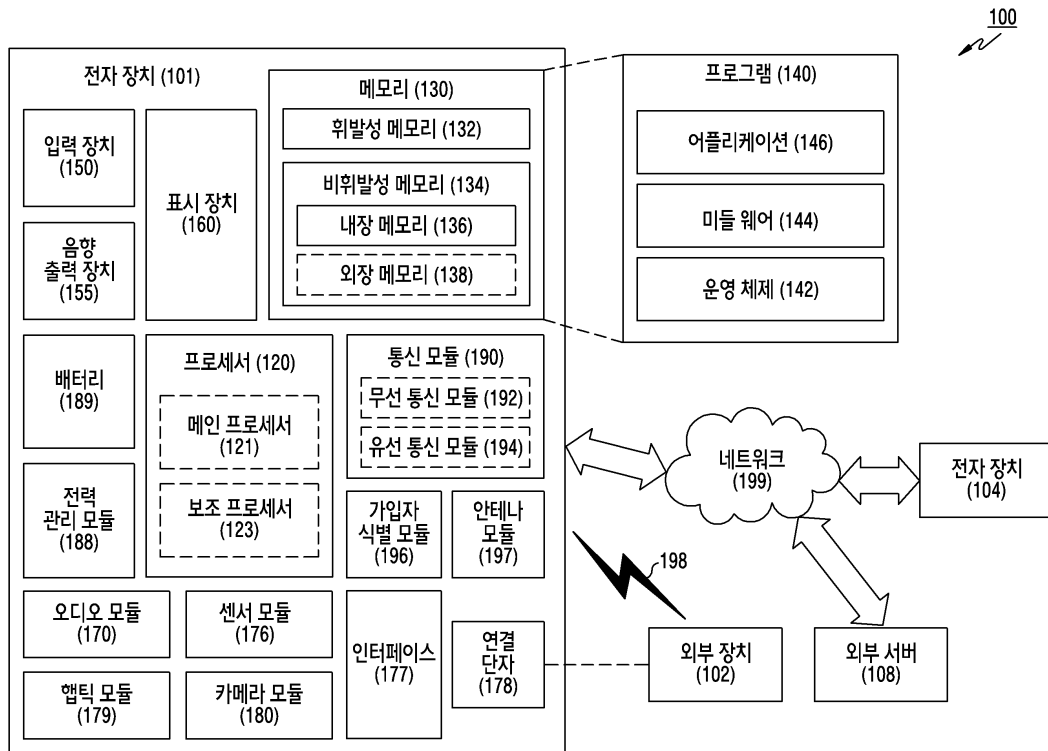 100
전자 장치 (101)
입력 장치
(150)
표시 장치
(160)
음향
출력 장치
(155)
메모리 (130)
휘발성 메모리 (132)
비휘발성 메모리 (134)
내장 메모리 (136)
외장 메모리 (138)
프로그램 (140)
어플리케이션 (146)
미들 웨어 (144)
운영 체제 (142)
배터리
(189)
전력
관리 모듈
(188)
프로세서 (120)
메인 프로세서
(121)
보조 프로세서
(123)
통신 모듈 (190)
무선 통신 모듈 (192)
유선 통신 모듈 (194)
가입자
식별 모듈
(196)
안테나
모듈
(197)
네트워크
(199)
전자 장치
(104)
198
오디오 모듈
(170)
센서 모듈
(176)
인터페이스
(177)
연결
단자
(178)
외부 장치
(102)
외부 서버
(108)
햅틱 모듈
(179)
카메라 모듈
(180)